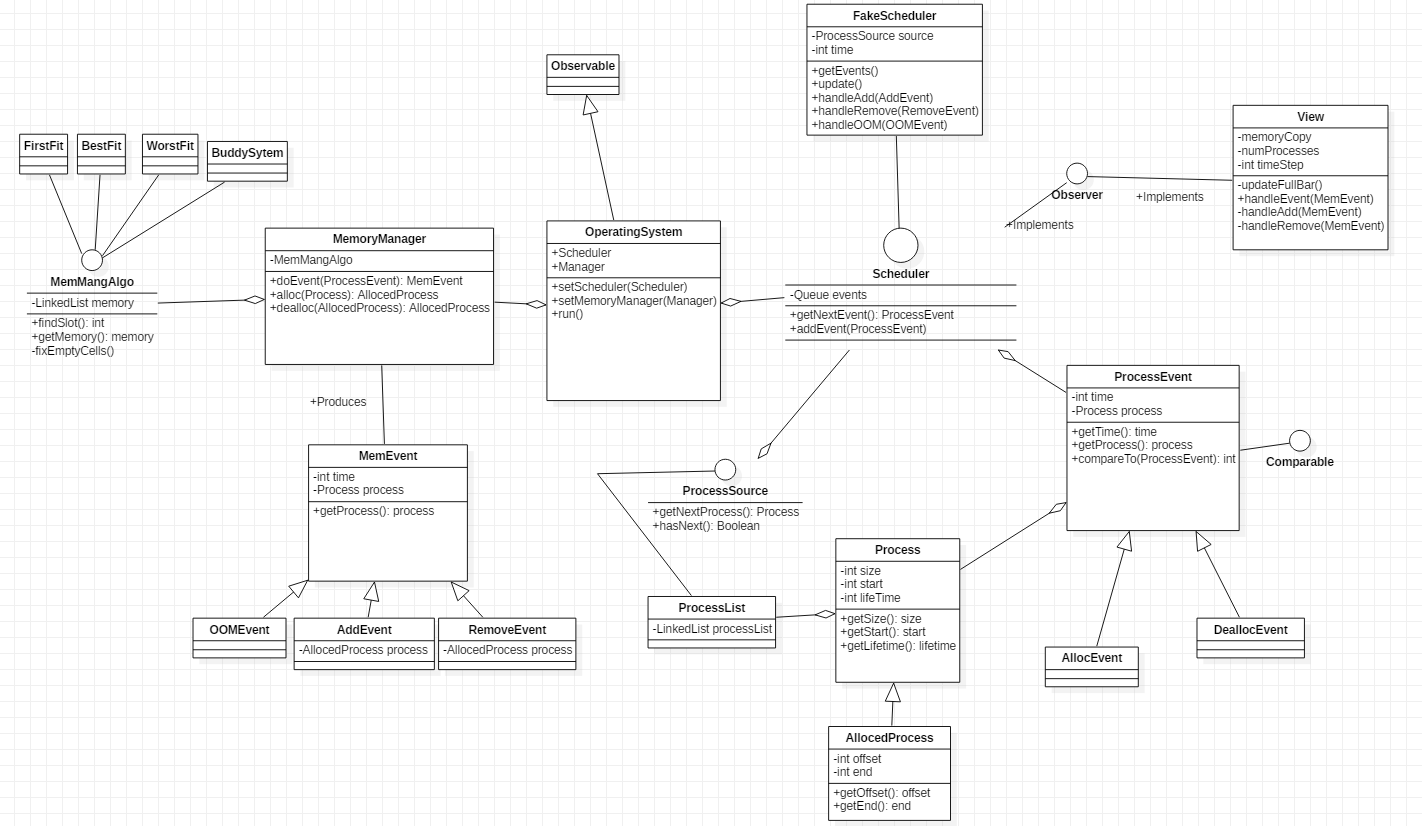 FakeScheduler
-ProcessSource source
-int time
+getEvents()
+update()
+handleAdd(AddEvent)
+handleRemove(RemoveEvent)
+handleOOM(OOMEvent)
Observable
View
-memoryCopy
-numProcesses
-int timeStep
-updateFullBar()
+handleEvent(MemEvent)
-handleAdd(MemEvent)
-handleRemove(MemEvent)
FirstFit
BestFit
WorstFit
BuddySytem
Observer
+Implements
+Implements
MemMangAlgo
-LinkedList memory
+findSlot(): int
+getMemory(): memory
-fixEmptyCells()
MemoryManager
-MemMangAlgo
+doEvent(ProcessEvent): MemEvent
+alloc(Process): AllocedProcess
+dealloc(AllocedProcess): AllocedProcess
OperatingSystem
+Scheduler
+Manager
+setScheduler(Scheduler)
+setMemoryManager(Manager)
+run()
Scheduler
-Queue events
+getNextEvent(): ProcessEvent
+addEvent(ProcessEvent)
ProcessEvent
-int time
-Process process
+getTime(): time
+getProcess(): process
+compareTo(ProcessEvent): int
Comparable
+Produces
MemEvent
-int time
-Process process
+getProcess(): process
ProcessSource
+getNextProcess(): Process
+hasNext(): Boolean
Process
-int size
-int start
-int lifeTime
+getSize(): size
+getStart(): start
+getLifetime(): lifetime
ProcessList
-LinkedList processList
OOMEvent
AddEvent
-AllocedProcess process
RemoveEvent
-AllocedProcess process
AllocEvent
DeallocEvent
AllocedProcess
-int offset
-int end
+getOffset(): offset
+getEnd(): end